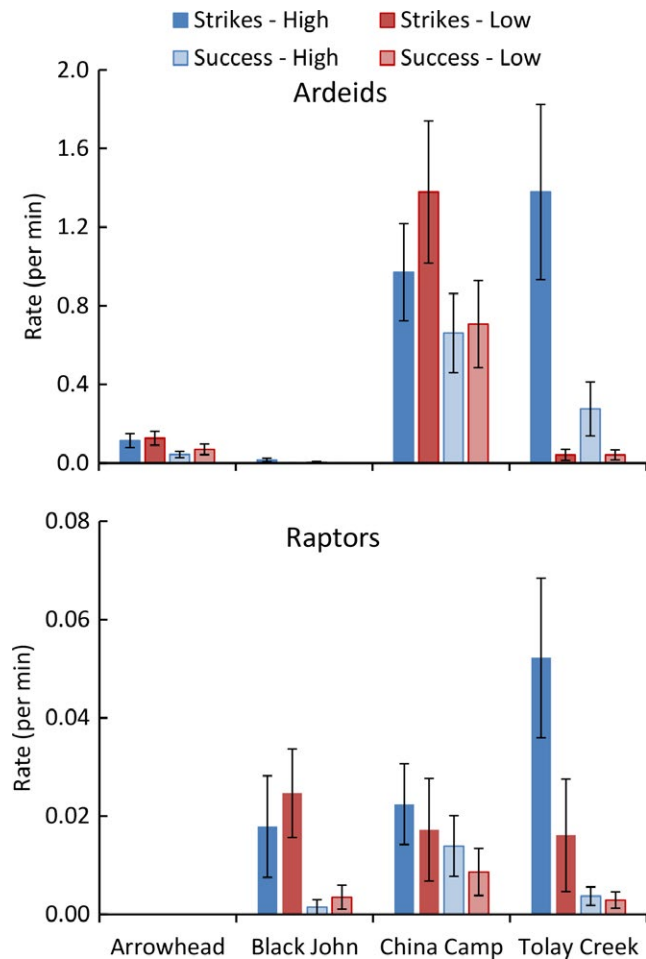 Strikes - High Strikes - Low
Success - High Success - Low
Ardeids
2.0
1.6
1.2
0.8
0.4
0.0
Rate (per min)
Raptors
0.08
0.06
0.04
0.02
0.00
Rate (per min)
Arrowhead Black John China Camp Tolay Creek